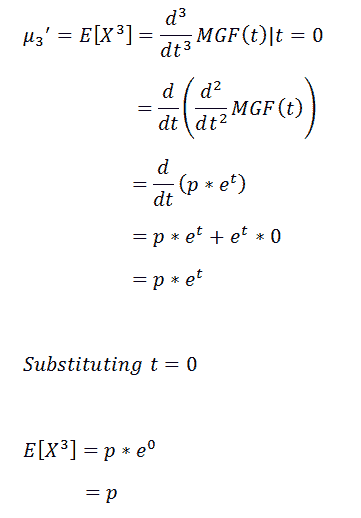 μ₃′ = E[X³] = d³/dt³ MGF(t)|t = 0
= d/dt (d²/dt² MGF(t))
= d/dt (p * eᵗ)
= p * eᵗ + eᵗ * 0
= p * eᵗ
Substituting t = 0
E[X³] = p * e⁰
= p